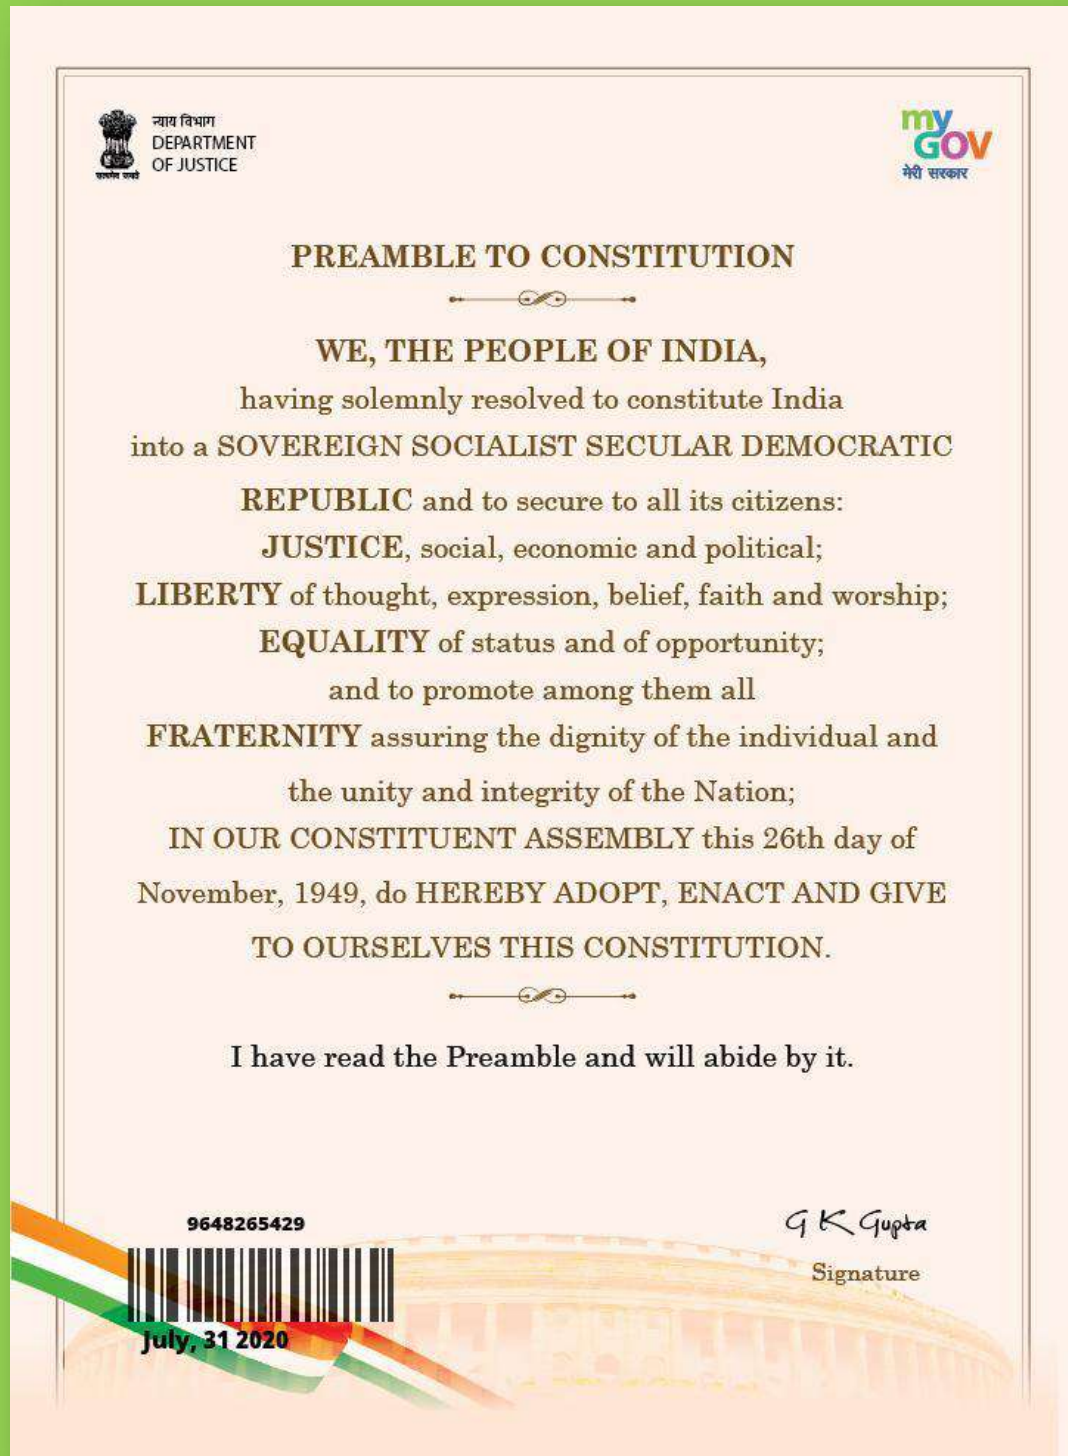 न्याय विभाग
DEPARTMENT
OF JUSTICE
सत्यमेव जयते
my
GOV
मेरी सरकार
PREAMBLE TO CONSTITUTION
WE, THE PEOPLE OF INDIA,
having solemnly resolved to constitute India
into a SOVEREIGN SOCIALIST SECULAR DEMOCRATIC
REPUBLIC and to secure to all its citizens:
JUSTICE, social, economic and political;
LIBERTY of thought, expression, belief, faith and worship;
EQUALITY of status and of opportunity;
and to promote among them all
FRATERNITY assuring the dignity of the individual and
the unity and integrity of the Nation;
IN OUR CONSTITUENT ASSEMBLY this 26th day of
November, 1949, do HEREBY ADOPT, ENACT AND GIVE
TO OURSELVES THIS CONSTITUTION.
I have read the Preamble and will abide by it.
9648265429
July, 31 2020
G K Gupta
Signature